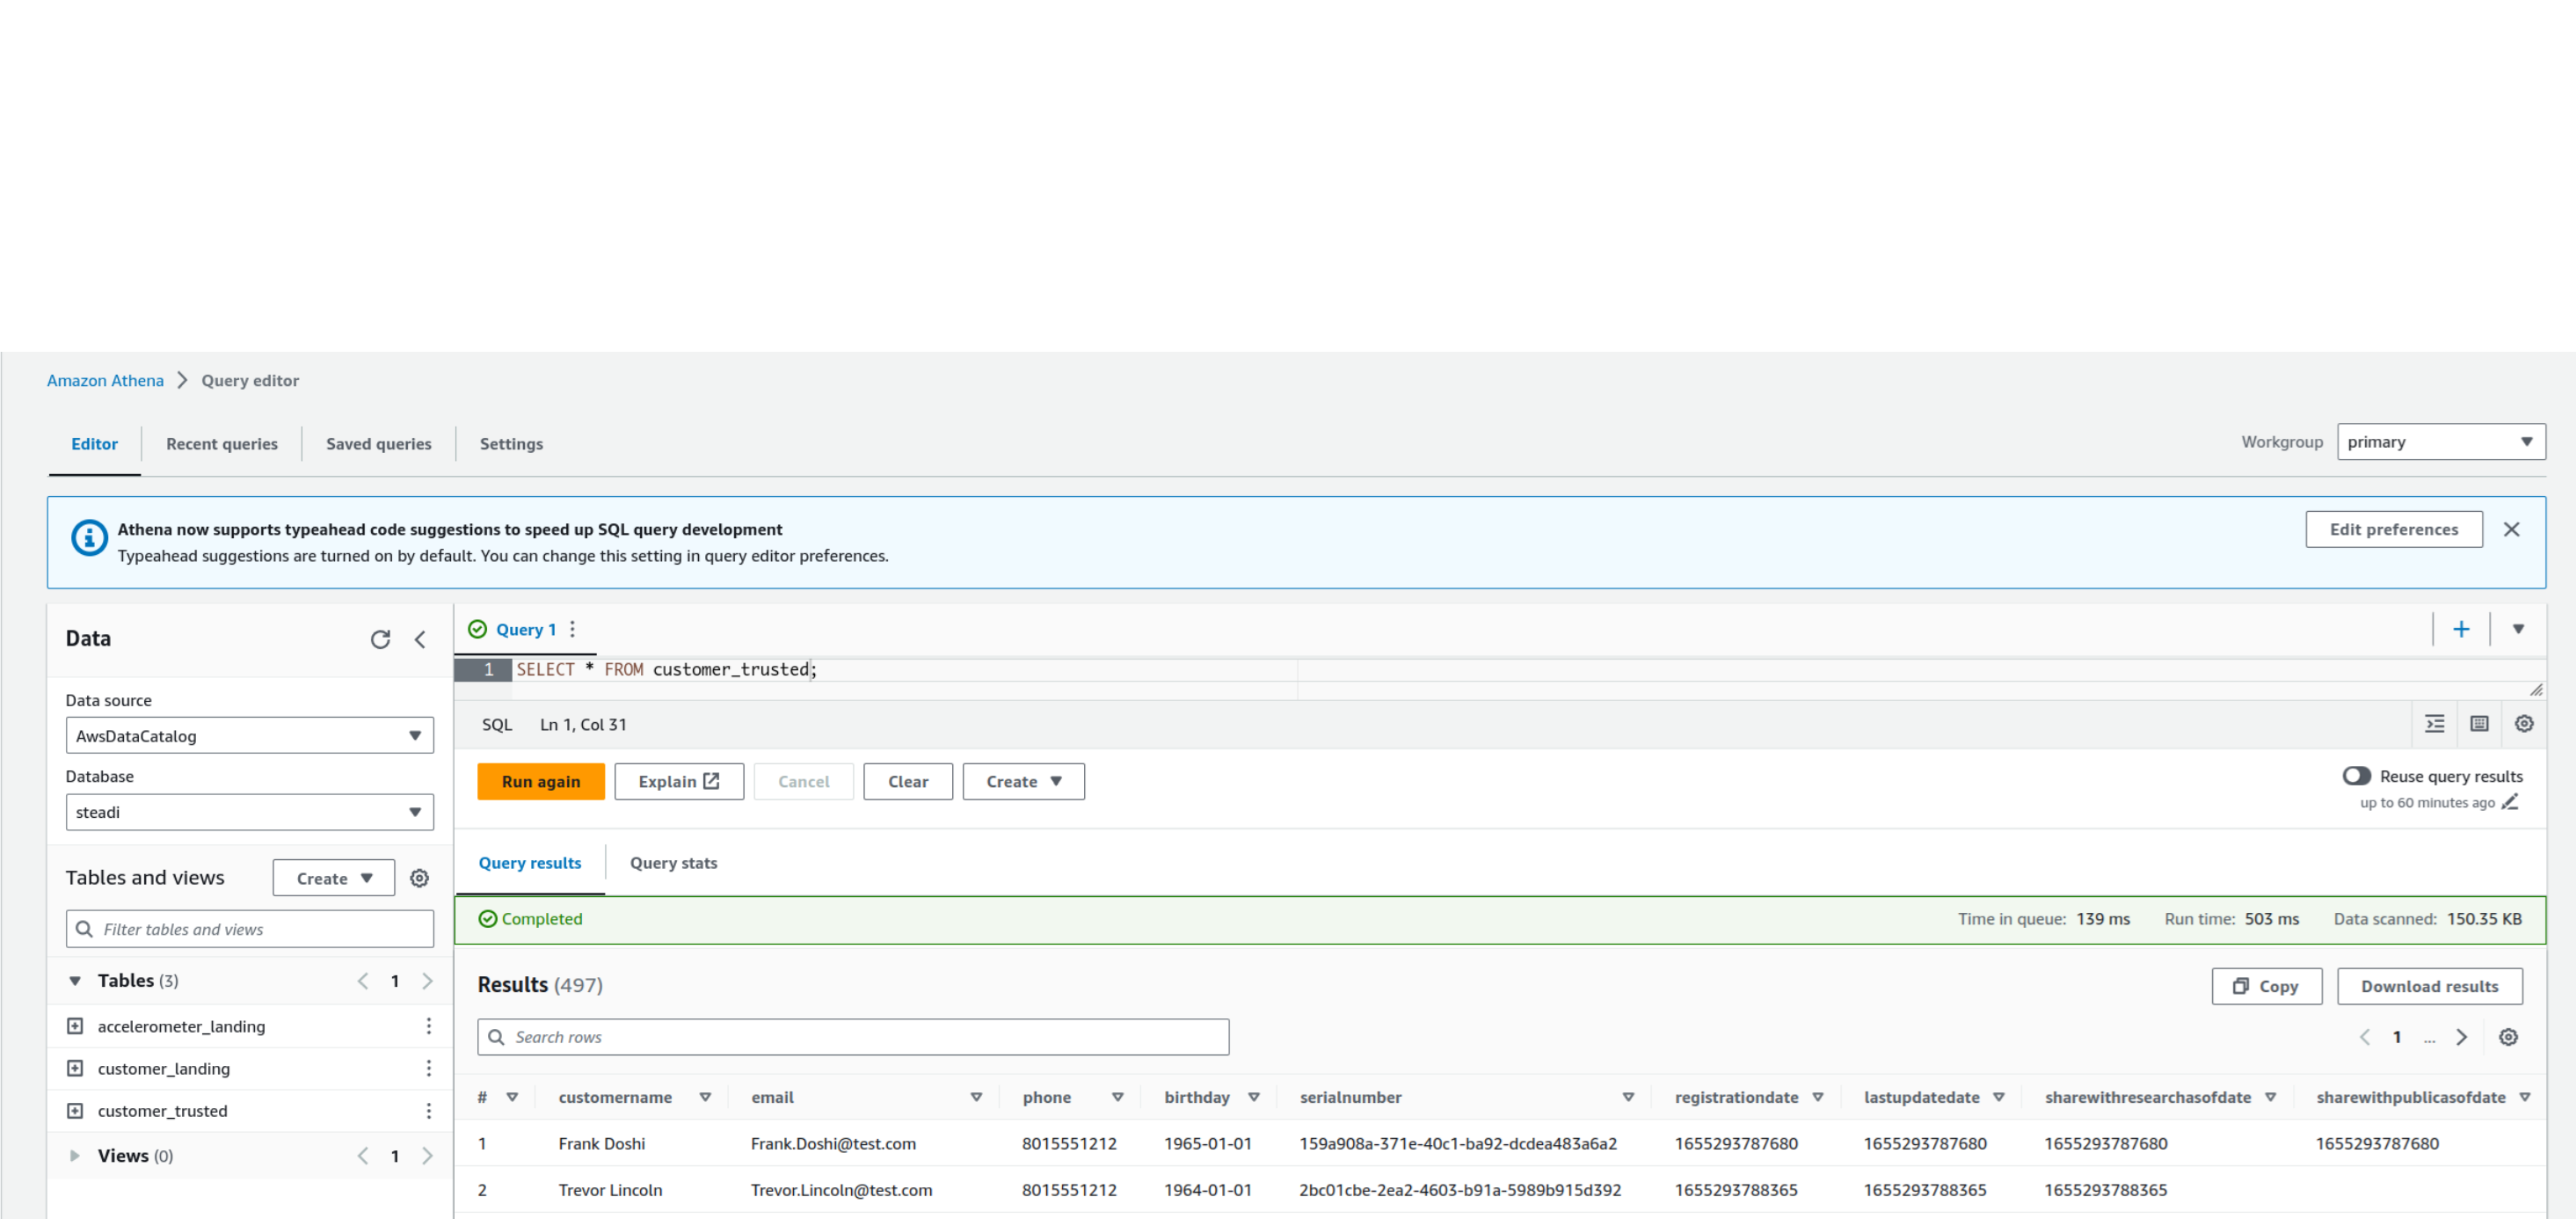 Amazon Athena > Query editor
Editor Recent queries Saved queries Settings
Workgroup primary
Athena now supports typeahead code suggestions to speed up SQL query development
Typeahead suggestions are turned on by default. You can change this setting in query editor preferences.
Edit preferences
Data
Data source
AwsDataCatalog
Database
steadi
Tables and views Create
Filter tables and views
Tables (3) 1
accelerometer_landing
customer_landing
customer_trusted
Views (0) 1
Query 1
1 SELECT * FROM customer_trusted;
SQL Ln 1, Col 31
Run again Explain Cancel Clear Create
Reuse query results
up to 60 minutes ago
Query results Query stats
Completed Time in queue: 139 ms Run time: 503 ms Data scanned: 150.35 KB
Results (497)
Copy Download results
Search rows
1 ...
# customername email phone birthday serialnumber registrationdate lastupdatedate sharewithresearchasofdate sharewithpublicasofdate
1 Frank Doshi Frank.Doshi@test.com 8015551212 1965-01-01 159a908a-371e-40c1-ba92-dcdea483a6a2 1655293787680 1655293787680 1655293787680 1655293787680
2 Trevor Lincoln Trevor.Lincoln@test.com 8015551212 1964-01-01 2bc01cbe-2ea2-4603-b91a-5989b915d392 1655293788365 1655293788365 1655293788365